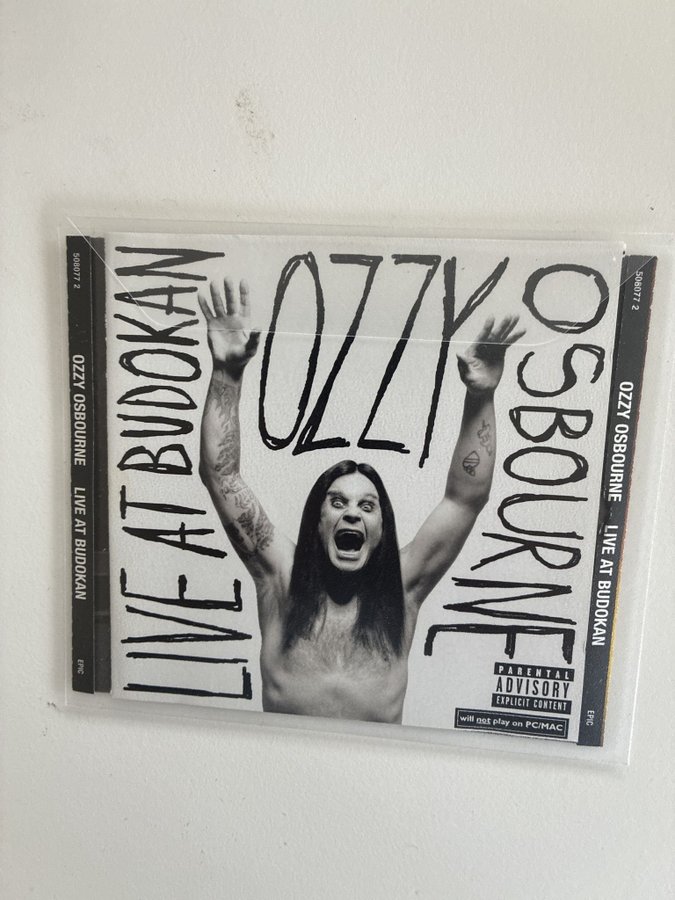 508077 2
OZZY OSBOURNE LIVE AT BUDOKAN
EPIC
LIVE AT BUDOKAN
OZZY
OSBOURNE
PARENTAL
ADVISORY
EXPLICIT CONTENT
will not play on PC/MAC
508077 2
OZZY OSBOURNE LIVE AT BUDOKAN
EPIC